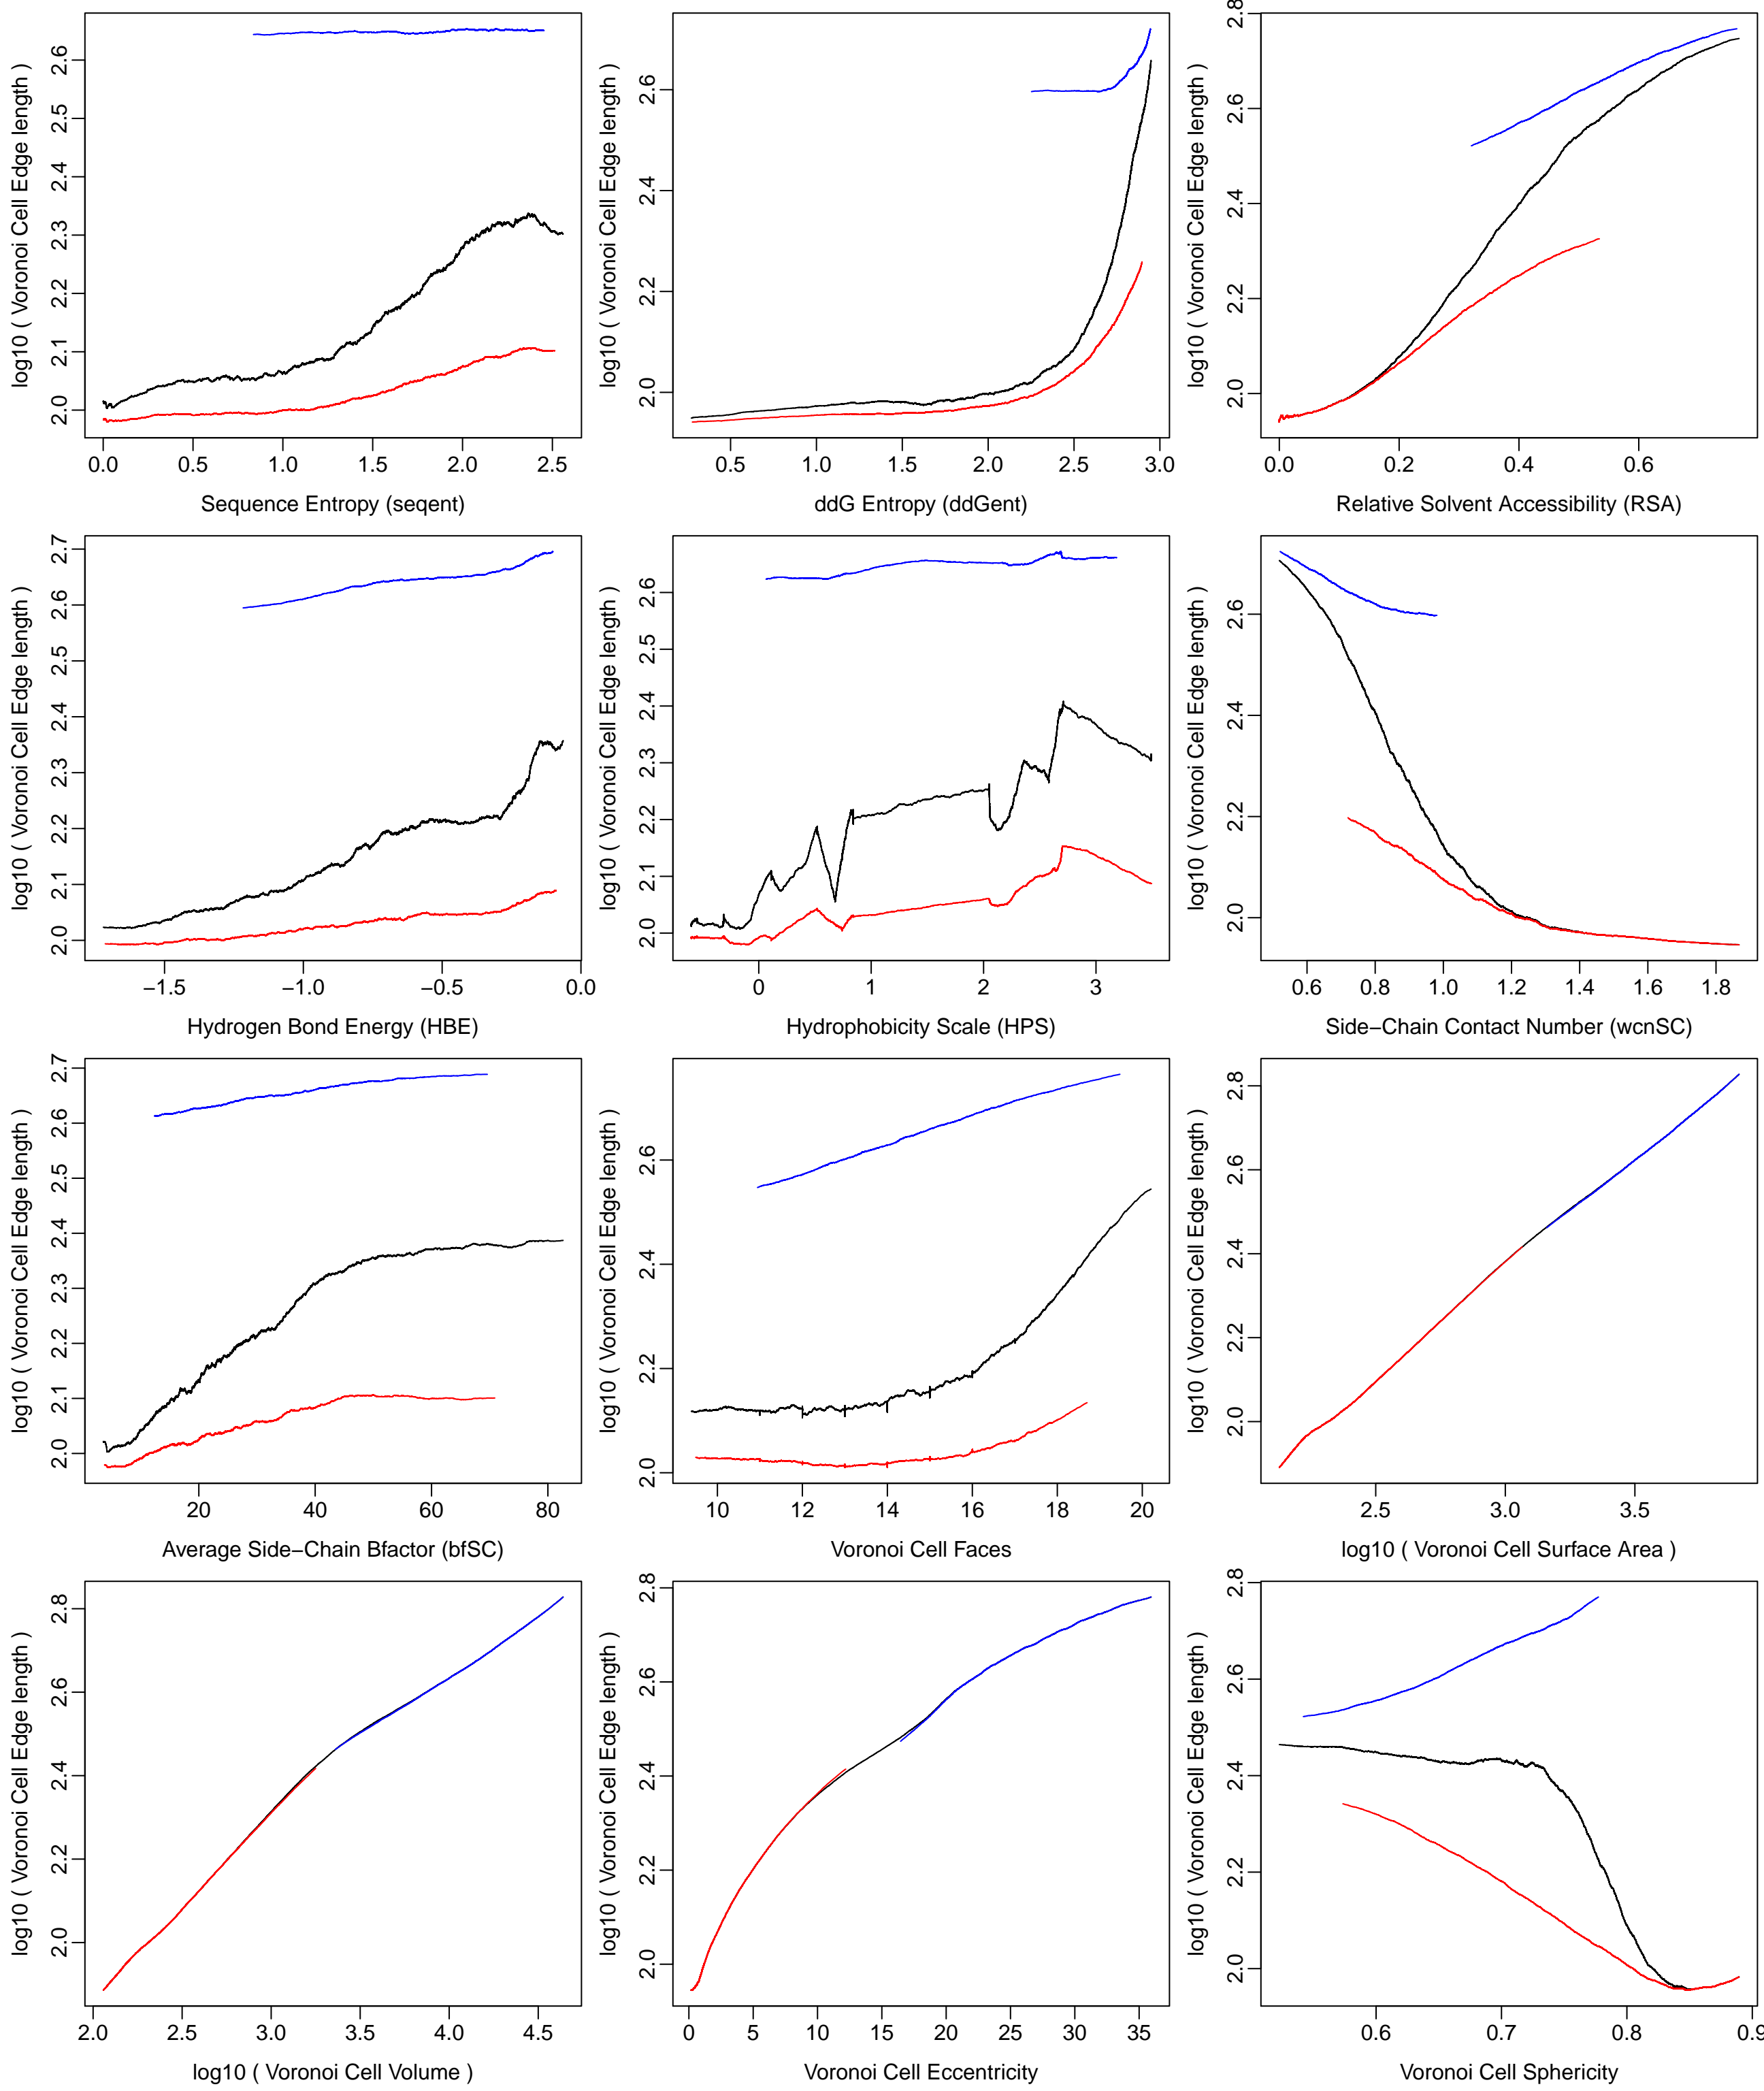 log10 ( Voronoi Cell Edge length )
2.0 2.1 2.2 2.3 2.4 2.5 2.6
0.0 0.5 1.0 1.5 2.0 2.5
Sequence Entropy (seqent)
log10 ( Voronoi Cell Edge length )
2.0 2.2 2.4 2.6
0.5 1.0 1.5 2.0 2.5 3.0
ddG Entropy (ddGent)
log10 ( Voronoi Cell Edge length )
2.0 2.2 2.4 2.6 2.8
0.0 0.2 0.4 0.6
Relative Solvent Accessibility (RSA)
log10 ( Voronoi Cell Edge length )
2.0 2.1 2.2 2.3 2.4 2.5 2.6 2.7
−1.5 −1.0 −0.5 0.0
Hydrogen Bond Energy (HBE)
log10 ( Voronoi Cell Edge length )
2.0 2.1 2.2 2.3 2.4 2.5 2.6
0 1 2 3
Hydrophobicity Scale (HPS)
log10 ( Voronoi Cell Edge length )
2.0 2.2 2.4 2.6
0.6 0.8 1.0 1.2 1.4 1.6 1.8
Side−Chain Contact Number (wcnSC)
log10 ( Voronoi Cell Edge length )
2.0 2.1 2.2 2.3 2.4 2.5 2.6 2.7
20 40 60 80
Average Side−Chain Bfactor (bfSC)
log10 ( Voronoi Cell Edge length )
2.0 2.2 2.4 2.6
10 12 14 16 18 20
Voronoi Cell Faces
log10 ( Voronoi Cell Edge length )
2.0 2.2 2.4 2.6 2.8
2.5 3.0 3.5
log10 ( Voronoi Cell Surface Area )
log10 ( Voronoi Cell Edge length )
2.0 2.2 2.4 2.6 2.8
2.0 2.5 3.0 3.5 4.0 4.5
log10 ( Voronoi Cell Volume )
log10 ( Voronoi Cell Edge length )
2.0 2.2 2.4 2.6 2.8
0 5 10 15 20 25 30 35
Voronoi Cell Eccentricity
log10 ( Voronoi Cell Edge length )
2.0 2.2 2.4 2.6 2.8
0.6 0.7 0.8 0.9
Voronoi Cell Sphericity